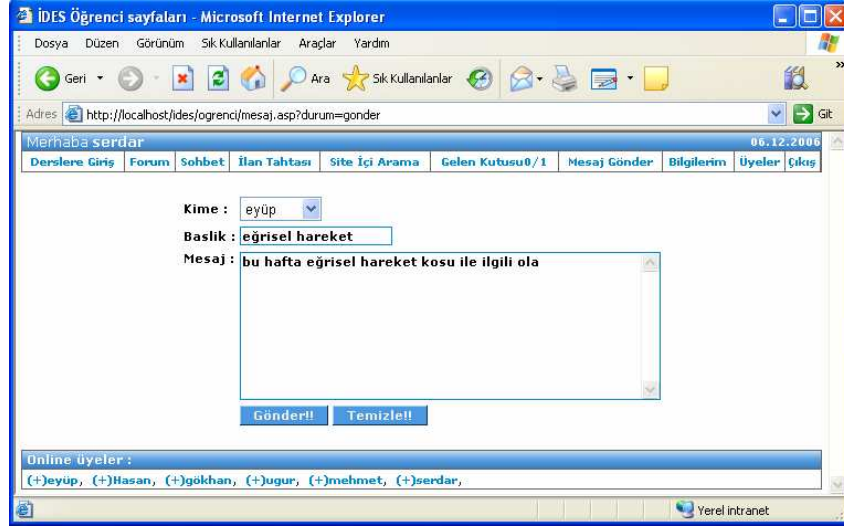 İDES Öğrenci sayfaları - Microsoft Internet Explorer
Dosya Düzen Görünüm Sık Kullanılanlar Araçlar Yardım
Geri Ara Sık Kullanılanlar »
Adres http://localhost/ides/ogrenci/mesaj.asp?durum=gonder Git
Merhaba serdar 06.12.2006
Derslere Giriş Forum Sohbet İlan Tahtası Site İçi Arama Gelen Kutusu0/1 Mesaj Gönder Bilgilerim Üyeler Çıkış
Kime : eyüp
Baslik : eğrisel hareket
Mesaj : bu hafta eğrisel hareket kosu ile ilgili ola
Gönder!! Temizle!!
Online üyeler :
(+)eyüp, (+)Hasan, (+)gökhan, (+)ugur, (+)mehmet, (+)serdar,
Yerel intranet